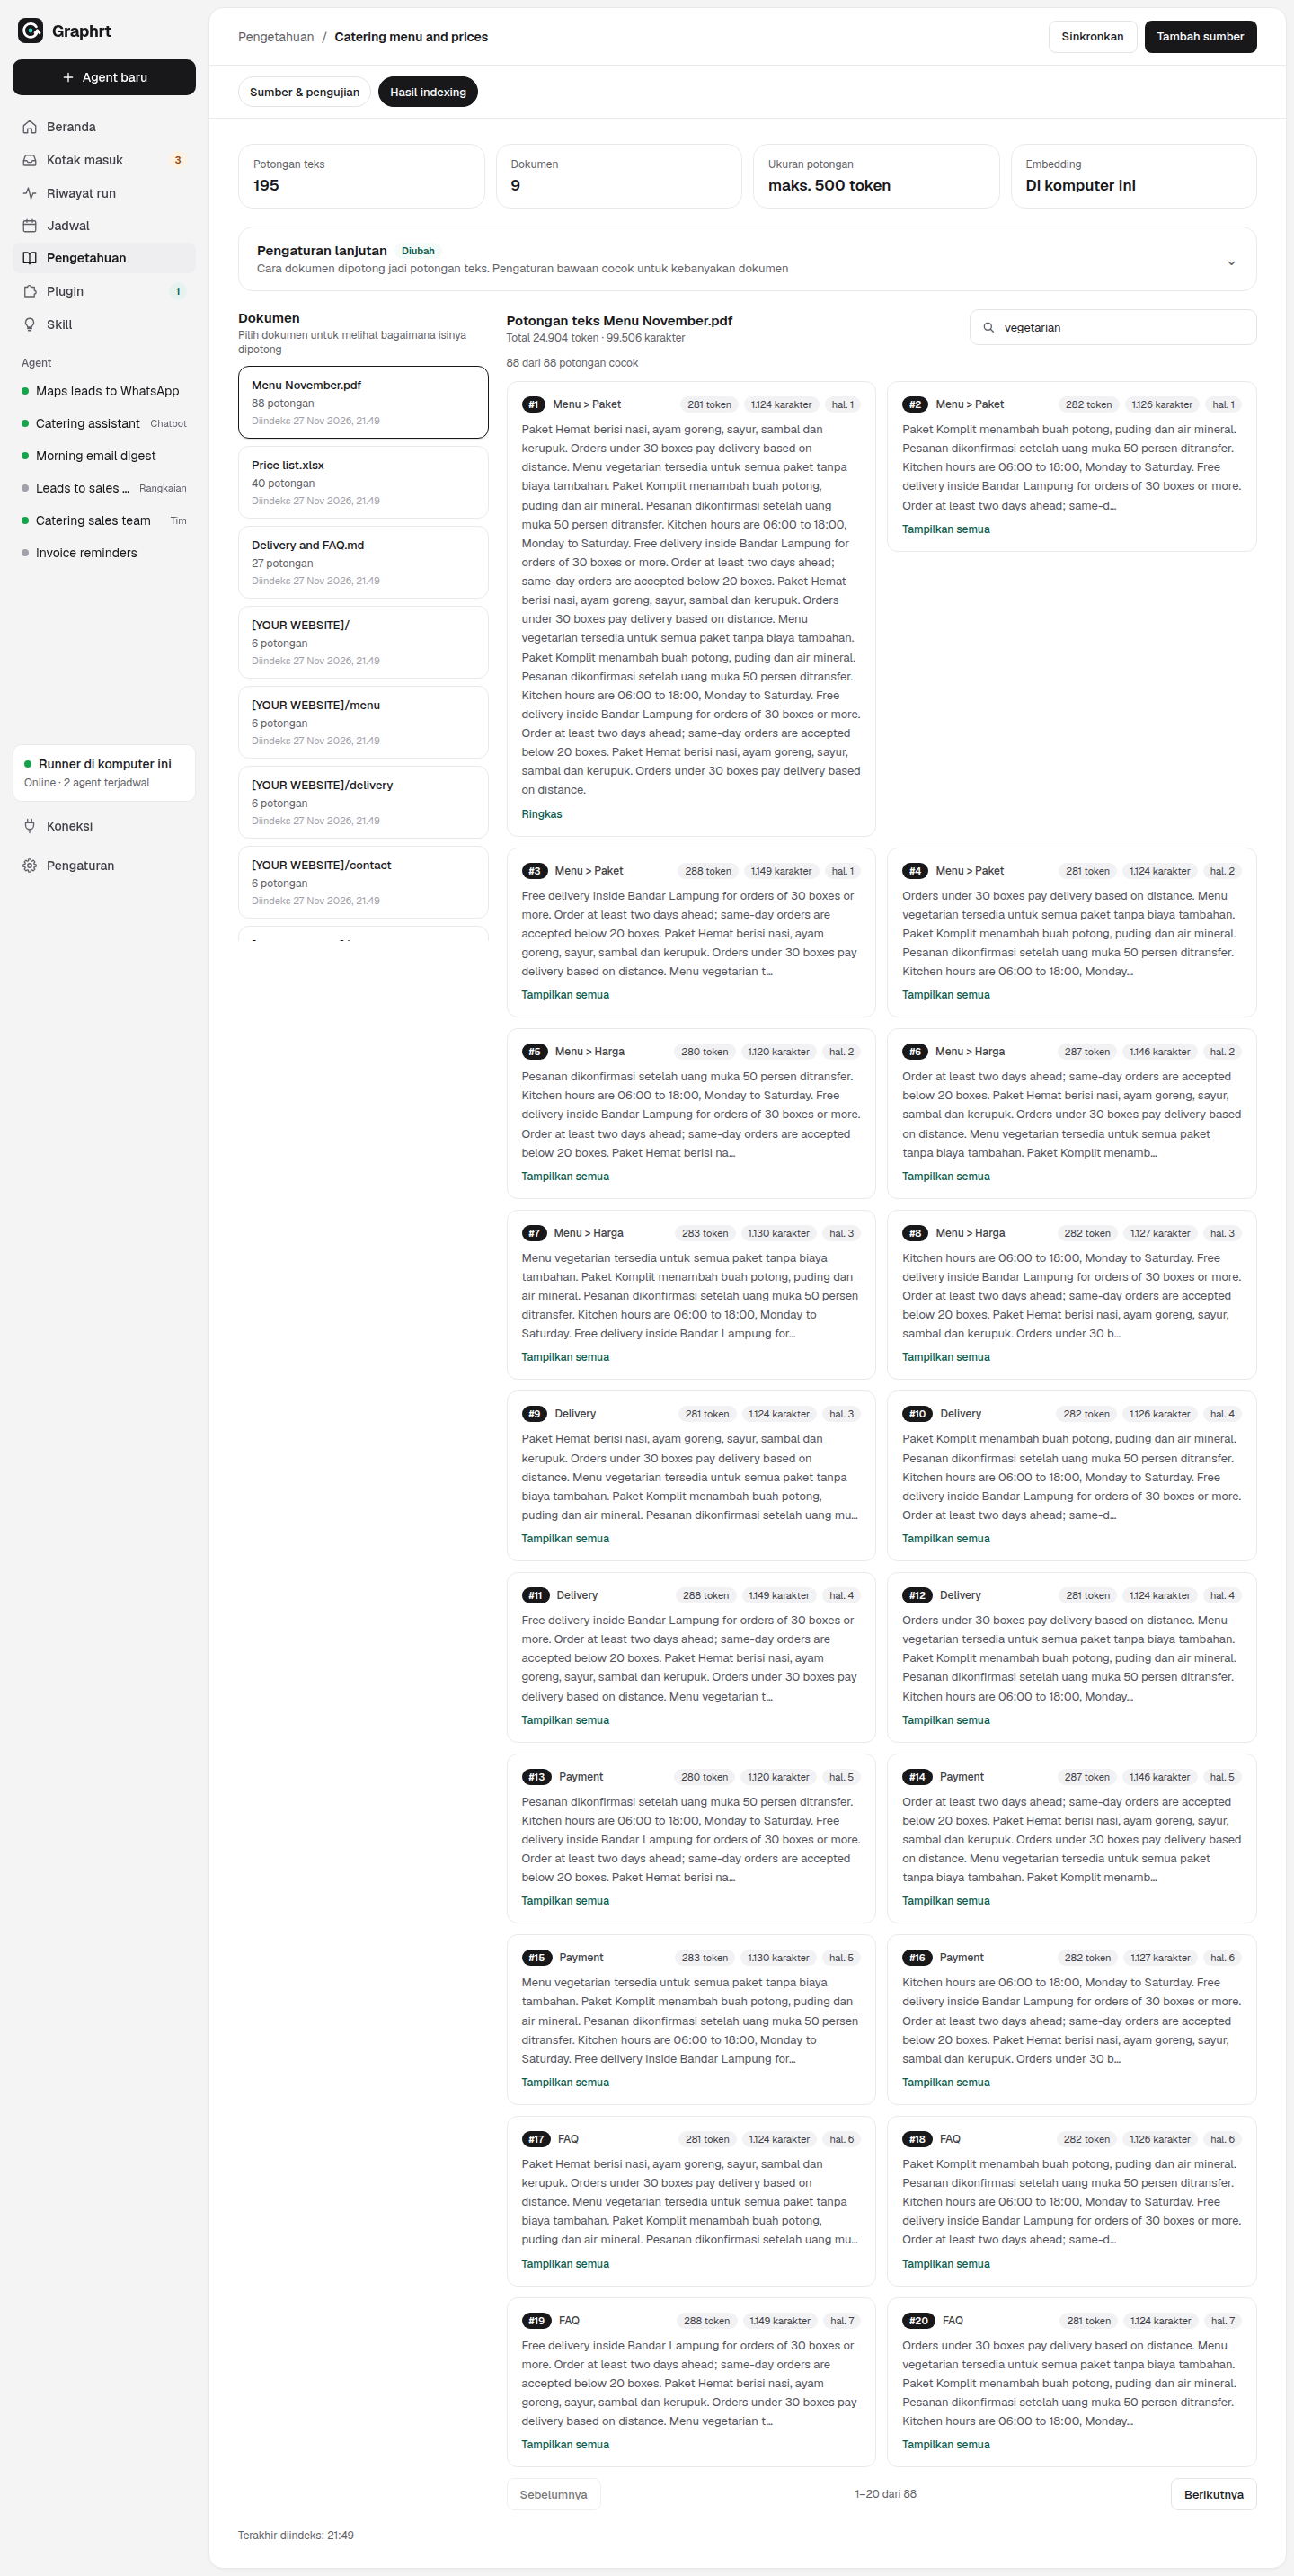 Graphrt
Agent baru
Beranda
Kotak masuk 3
Riwayat run
Jadwal
Pengetahuan
Plugin 1
Skill
Agent
Maps leads to WhatsApp
Catering assistant Chatbot
Morning email digest
Leads to sales ... Rangkaian
Catering sales team Tim
Invoice reminders
Runner di komputer ini
Online · 2 agent terjadwal
Koneksi
Pengaturan
Pengetahuan / Catering menu and prices
Sinkronkan Tambah sumber
Sumber & pengujian Hasil indexing
Potongan teks
195
Dokumen
9
Ukuran potongan
maks. 500 token
Embedding
Di komputer ini
Pengaturan lanjutan Diubah
Cara dokumen dipotong jadi potongan teks. Pengaturan bawaan cocok untuk kebanyakan dokumen
Dokumen
Pilih dokumen untuk melihat bagaimana isinya
dipotong
Menu November.pdf
88 potongan
Diindeks 27 Nov 2026, 21.49
Price list.xlsx
40 potongan
Diindeks 27 Nov 2026, 21.49
Delivery and FAQ.md
27 potongan
Diindeks 27 Nov 2026, 21.49
[YOUR WEBSITE]/
6 potongan
Diindeks 27 Nov 2026, 21.49
[YOUR WEBSITE]/menu
6 potongan
Diindeks 27 Nov 2026, 21.49
[YOUR WEBSITE]/delivery
6 potongan
Diindeks 27 Nov 2026, 21.49
[YOUR WEBSITE]/contact
6 potongan
Diindeks 27 Nov 2026, 21.49
Potongan teks Menu November.pdf
Total 24.904 token · 99.506 karakter
vegetarian
88 dari 88 potongan cocok
#1 Menu > Paket 281 token 1.124 karakter hal. 1
Paket Hemat berisi nasi, ayam goreng, sayur, sambal dan
kerupuk. Orders under 30 boxes pay delivery based on
distance. Menu vegetarian tersedia untuk semua paket tanpa
biaya tambahan. Paket Komplit menambah buah potong,
puding dan air mineral. Pesanan dikonfirmasi setelah uang
muka 50 persen ditransfer. Kitchen hours are 06:00 to 18:00,
Monday to Saturday. Free delivery inside Bandar Lampung for
orders of 30 boxes or more. Order at least two days ahead;
same-day orders are accepted below 20 boxes. Paket Hemat
berisi nasi, ayam goreng, sayur, sambal dan kerupuk. Orders
under 30 boxes pay delivery based on distance. Menu
vegetarian tersedia untuk semua paket tanpa biaya tambahan.
Paket Komplit menambah buah potong, puding dan air mineral.
Pesanan dikonfirmasi setelah uang muka 50 persen ditransfer.
Kitchen hours are 06:00 to 18:00, Monday to Saturday. Free
delivery inside Bandar Lampung for orders of 30 boxes or more.
Order at least two days ahead; same-day orders are accepted
below 20 boxes. Paket Hemat berisi nasi, ayam goreng, sayur,
sambal dan kerupuk. Orders under 30 boxes pay delivery based
on distance.
Ringkas
#2 Menu > Paket 282 token 1.126 karakter hal. 1
Paket Komplit menambah buah potong, puding dan air mineral.
Pesanan dikonfirmasi setelah uang muka 50 persen ditransfer.
Kitchen hours are 06:00 to 18:00, Monday to Saturday. Free
delivery inside Bandar Lampung for orders of 30 boxes or more.
Order at least two days ahead; same-d...
Tampilkan semua
#3 Menu > Paket 288 token 1.149 karakter hal. 1
Free delivery inside Bandar Lampung for orders of 30 boxes or
more. Order at least two days ahead; same-day orders are
accepted below 20 boxes. Paket Hemat berisi nasi, ayam
goreng, sayur, sambal dan kerupuk. Orders under 30 boxes pay
delivery based on distance. Menu vegetarian t...
Tampilkan semua
#4 Menu > Paket 281 token 1.124 karakter hal. 2
Orders under 30 boxes pay delivery based on distance. Menu
vegetarian tersedia untuk semua paket tanpa biaya tambahan.
Paket Komplit menambah buah potong, puding dan air mineral.
Pesanan dikonfirmasi setelah uang muka 50 persen ditransfer.
Kitchen hours are 06:00 to 18:00, Monday...
Tampilkan semua
#5 Menu > Harga 280 token 1.120 karakter hal. 2
Pesanan dikonfirmasi setelah uang muka 50 persen ditransfer.
Kitchen hours are 06:00 to 18:00, Monday to Saturday. Free
delivery inside Bandar Lampung for orders of 30 boxes or more.
Order at least two days ahead; same-day orders are accepted
below 20 boxes. Paket Hemat berisi na...
Tampilkan semua
#6 Menu > Harga 287 token 1.146 karakter hal. 2
Order at least two days ahead; same-day orders are accepted
below 20 boxes. Paket Hemat berisi nasi, ayam goreng, sayur,
sambal dan kerupuk. Orders under 30 boxes pay delivery based
on distance. Menu vegetarian tersedia untuk semua paket
tanpa biaya tambahan. Paket Komplit menamb...
Tampilkan semua
#7 Menu > Harga 283 token 1.130 karakter hal. 3
Menu vegetarian tersedia untuk semua paket tanpa biaya
tambahan. Paket Komplit menambah buah potong, puding dan
air mineral. Pesanan dikonfirmasi setelah uang muka 50 persen
ditransfer. Kitchen hours are 06:00 to 18:00, Monday to
Saturday. Free delivery inside Bandar Lampung for...
Tampilkan semua
#8 Menu > Harga 282 token 1.127 karakter hal. 3
Kitchen hours are 06:00 to 18:00, Monday to Saturday. Free
delivery inside Bandar Lampung for orders of 30 boxes or more.
Order at least two days ahead; same-day orders are accepted
below 20 boxes. Paket Hemat berisi nasi, ayam goreng, sayur,
sambal dan kerupuk. Orders under 30 b...
Tampilkan semua
#9 Delivery 281 token 1.124 karakter hal. 3
Paket Hemat berisi nasi, ayam goreng, sayur, sambal dan
kerupuk. Orders under 30 boxes pay delivery based on
distance. Menu vegetarian tersedia untuk semua paket tanpa
biaya tambahan. Paket Komplit menambah buah potong,
puding dan air mineral. Pesanan dikonfirmasi setelah uang mu...
Tampilkan semua
#10 Delivery 282 token 1.126 karakter hal. 4
Paket Komplit menambah buah potong, puding dan air mineral.
Pesanan dikonfirmasi setelah uang muka 50 persen ditransfer.
Kitchen hours are 06:00 to 18:00, Monday to Saturday. Free
delivery inside Bandar Lampung for orders of 30 boxes or more.
Order at least two days ahead; same-d...
Tampilkan semua
#11 Delivery 288 token 1.149 karakter hal. 4
Free delivery inside Bandar Lampung for orders of 30 boxes or
more. Order at least two days ahead; same-day orders are
accepted below 20 boxes. Paket Hemat berisi nasi, ayam
goreng, sayur, sambal dan kerupuk. Orders under 30 boxes pay
delivery based on distance. Menu vegetarian t...
Tampilkan semua
#12 Delivery 281 token 1.124 karakter hal. 4
Orders under 30 boxes pay delivery based on distance. Menu
vegetarian tersedia untuk semua paket tanpa biaya tambahan.
Paket Komplit menambah buah potong, puding dan air mineral.
Pesanan dikonfirmasi setelah uang muka 50 persen ditransfer.
Kitchen hours are 06:00 to 18:00, Monday...
Tampilkan semua
#13 Payment 280 token 1.120 karakter hal. 5
Pesanan dikonfirmasi setelah uang muka 50 persen ditransfer.
Kitchen hours are 06:00 to 18:00, Monday to Saturday. Free
delivery inside Bandar Lampung for orders of 30 boxes or more.
Order at least two days ahead; same-day orders are accepted
below 20 boxes. Paket Hemat berisi na...
Tampilkan semua
#14 Payment 287 token 1.146 karakter hal. 5
Order at least two days ahead; same-day orders are accepted
below 20 boxes. Paket Hemat berisi nasi, ayam goreng, sayur,
sambal dan kerupuk. Orders under 30 boxes pay delivery based
on distance. Menu vegetarian tersedia untuk semua paket
tanpa biaya tambahan. Paket Komplit menamb...
Tampilkan semua
#15 Payment 283 token 1.130 karakter hal. 5
Menu vegetarian tersedia untuk semua paket tanpa biaya
tambahan. Paket Komplit menambah buah potong, puding dan
air mineral. Pesanan dikonfirmasi setelah uang muka 50 persen
ditransfer. Kitchen hours are 06:00 to 18:00, Monday to
Saturday. Free delivery inside Bandar Lampung for...
Tampilkan semua
#16 Payment 282 token 1.127 karakter hal. 6
Kitchen hours are 06:00 to 18:00, Monday to Saturday. Free
delivery inside Bandar Lampung for orders of 30 boxes or more.
Order at least two days ahead; same-day orders are accepted
below 20 boxes. Paket Hemat berisi nasi, ayam goreng, sayur,
sambal dan kerupuk. Orders under 30 b...
Tampilkan semua
#17 FAQ 281 token 1.124 karakter hal. 6
Paket Hemat berisi nasi, ayam goreng, sayur, sambal dan
kerupuk. Orders under 30 boxes pay delivery based on
distance. Menu vegetarian tersedia untuk semua paket tanpa
biaya tambahan. Paket Komplit menambah buah potong,
puding dan air mineral. Pesanan dikonfirmasi setelah uang mu...
Tampilkan semua
#18 FAQ 282 token 1.126 karakter hal. 6
Paket Komplit menambah buah potong, puding dan air mineral.
Pesanan dikonfirmasi setelah uang muka 50 persen ditransfer.
Kitchen hours are 06:00 to 18:00, Monday to Saturday. Free
delivery inside Bandar Lampung for orders of 30 boxes or more.
Order at least two days ahead; same-d...
Tampilkan semua
#19 FAQ 288 token 1.149 karakter hal. 7
Free delivery inside Bandar Lampung for orders of 30 boxes or
more. Order at least two days ahead; same-day orders are
accepted below 20 boxes. Paket Hemat berisi nasi, ayam
goreng, sayur, sambal dan kerupuk. Orders under 30 boxes pay
delivery based on distance. Menu vegetarian t...
Tampilkan semua
#20 FAQ 281 token 1.124 karakter hal. 7
Orders under 30 boxes pay delivery based on distance. Menu
vegetarian tersedia untuk semua paket tanpa biaya tambahan.
Paket Komplit menambah buah potong, puding dan air mineral.
Pesanan dikonfirmasi setelah uang muka 50 persen ditransfer.
Kitchen hours are 06:00 to 18:00, Monday...
Tampilkan semua
Sebelumnya 1–20 dari 88 Berikutnya
Terakhir diindeks: 21:49